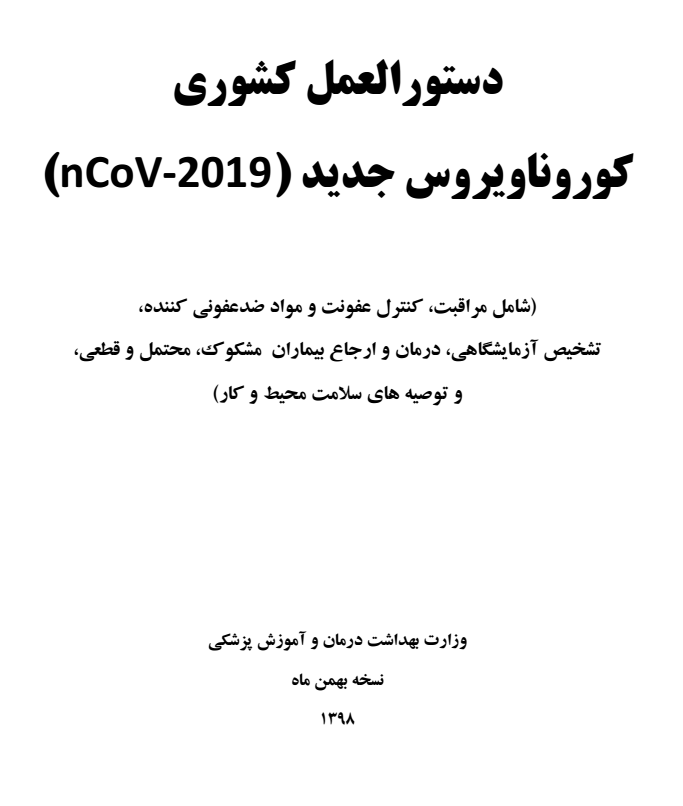 دستورالعمل کشوری
کوروناویروس جدید (nCoV-2019)
(شامل مراقبت، کنترل عفونت و مواد ضدعفونی کننده،
تشخیص آزمایشگاهی، درمان و ارجاع بیماران مشکوک، محتمل و قطعی،
و توصیه های سلامت محیط و کار)
وزارت بهداشت درمان و آموزش پزشکی
نسخه بهمن ماه
۱۳۹۸